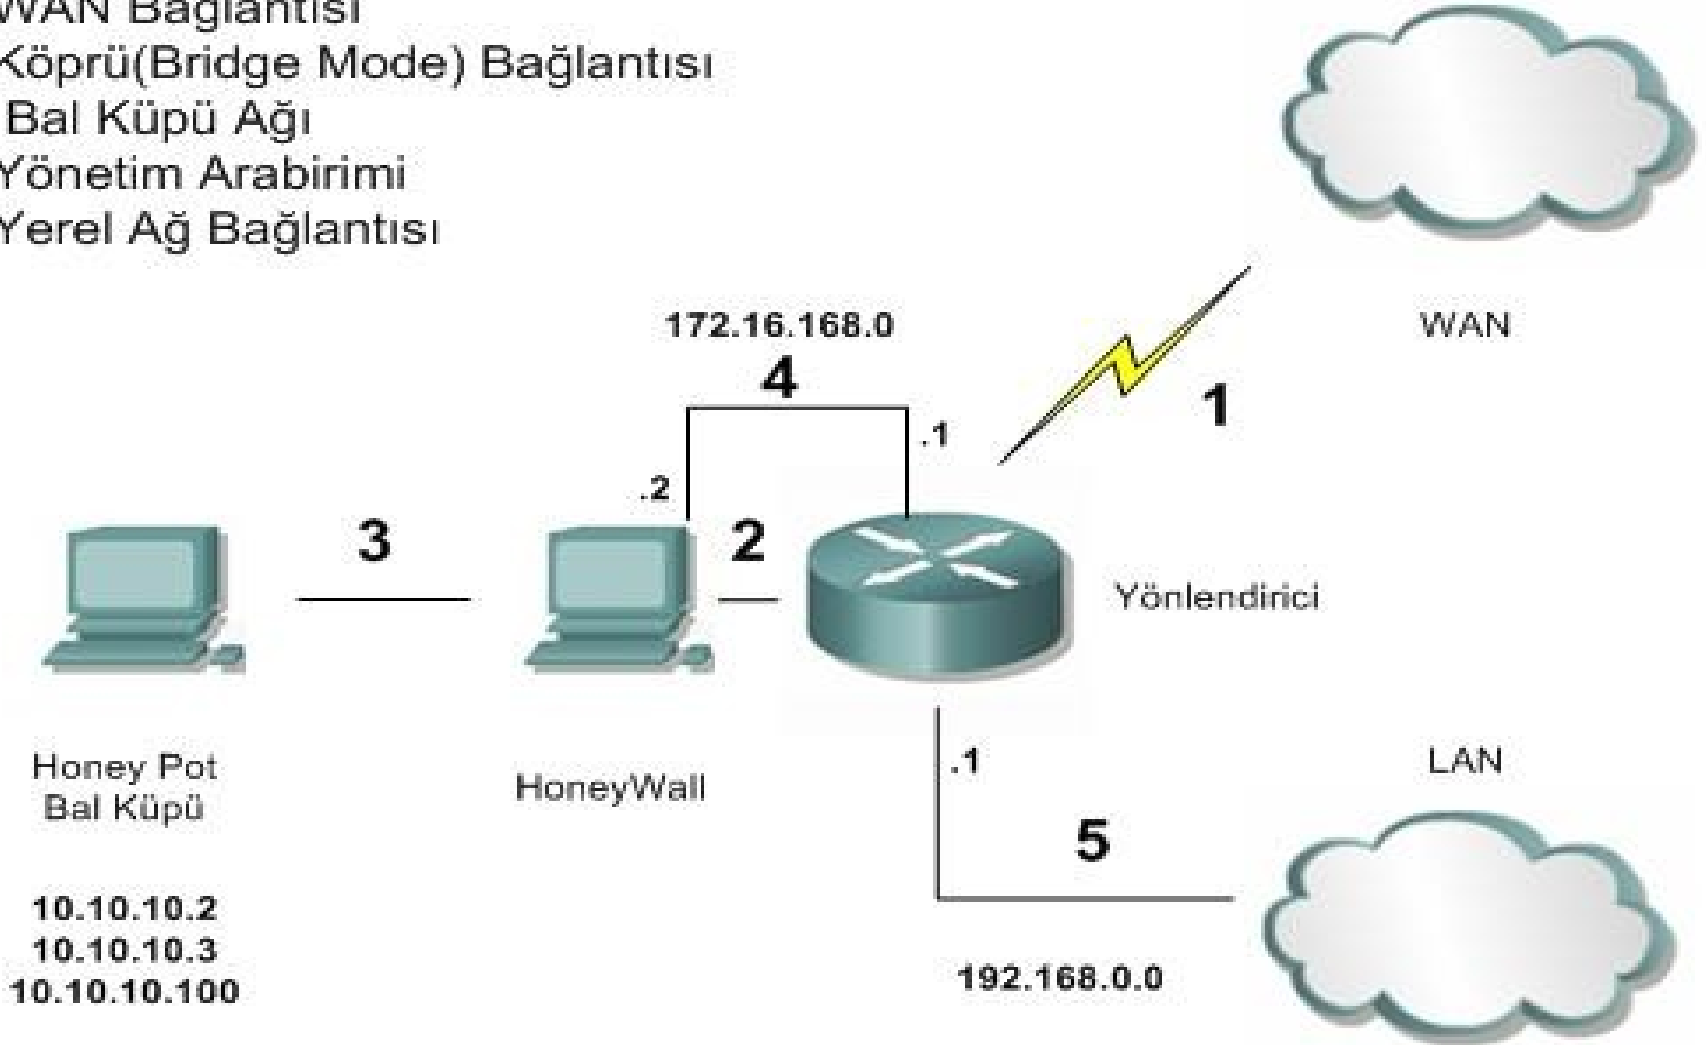 WAN Bağlantısı
Köprü(Bridge Mode) Bağlantısı
Bal Küpü Ağı
Yönetim Arabirimi
Yerel Ağ Bağlantısı
172.16.168.0
4
WAN
1
.1
.2
3
2
Yönlendirici
Honey Pot
Bal Küpü
HoneyWall
.1
LAN
5
10.10.10.2
10.10.10.3
10.10.10.100
192.168.0.0